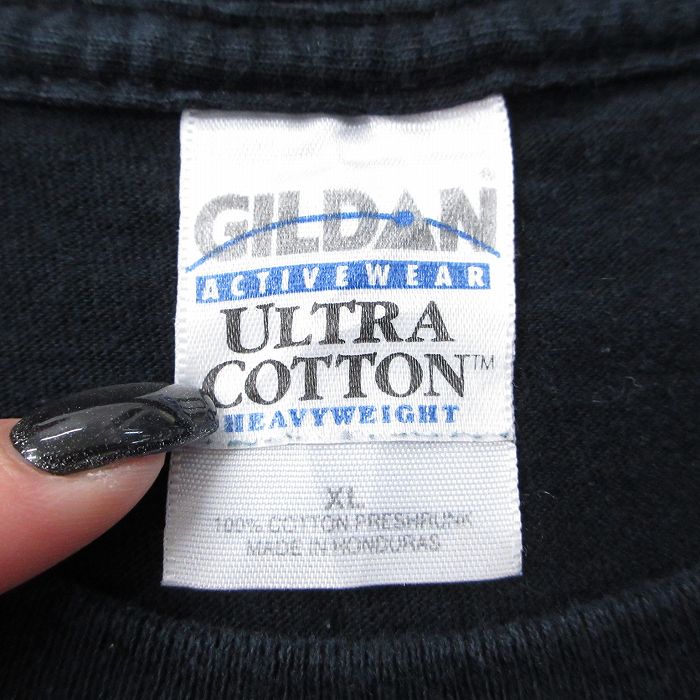 GILDAN®
ACTIVEWEAR
ULTRA
COTTON™
HEAVYWEIGHT
XL
100% COTTON PRESHRUNK
MADE IN HONDURAS